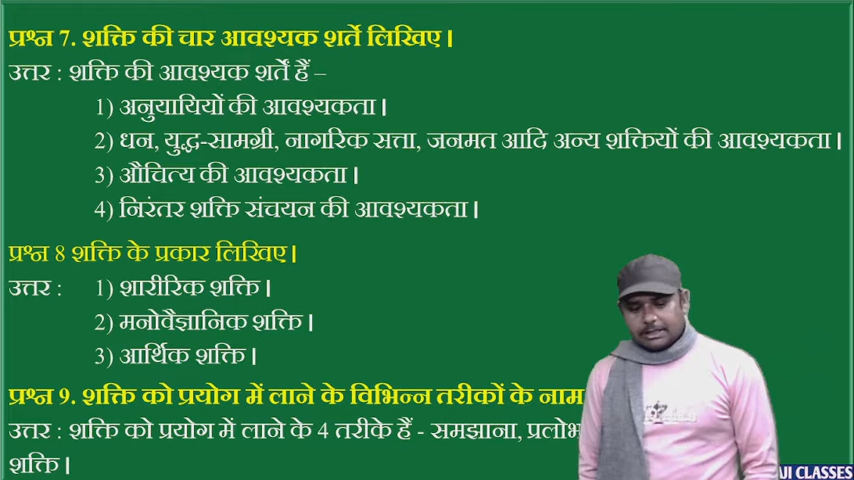 प्रश्न 7. शक्ति की चार आवश्यक शर्ते लिखिए।
उत्तर : शक्ति की आवश्यक शर्तें हैं –
1) अनुयायियों की आवश्यकता।
2) धन, युद्ध-सामग्री, नागरिक सत्ता, जनमत आदि अन्य शक्तियों की आवश्यकता।
3) औचित्य की आवश्यकता।
4) निरंतर शक्ति संचयन की आवश्यकता।
प्रश्न 8 शक्ति के प्रकार लिखिए।
उत्तर : 1) शारीरिक शक्ति।
2) मनोवैज्ञानिक शक्ति।
3) आर्थिक शक्ति।
प्रश्न 9. शक्ति को प्रयोग में लाने के विभिन्न तरीकों के नाम
उत्तर : शक्ति को प्रयोग में लाने के 4 तरीके हैं - समझाना,
शक्ति।
JI CLASSES